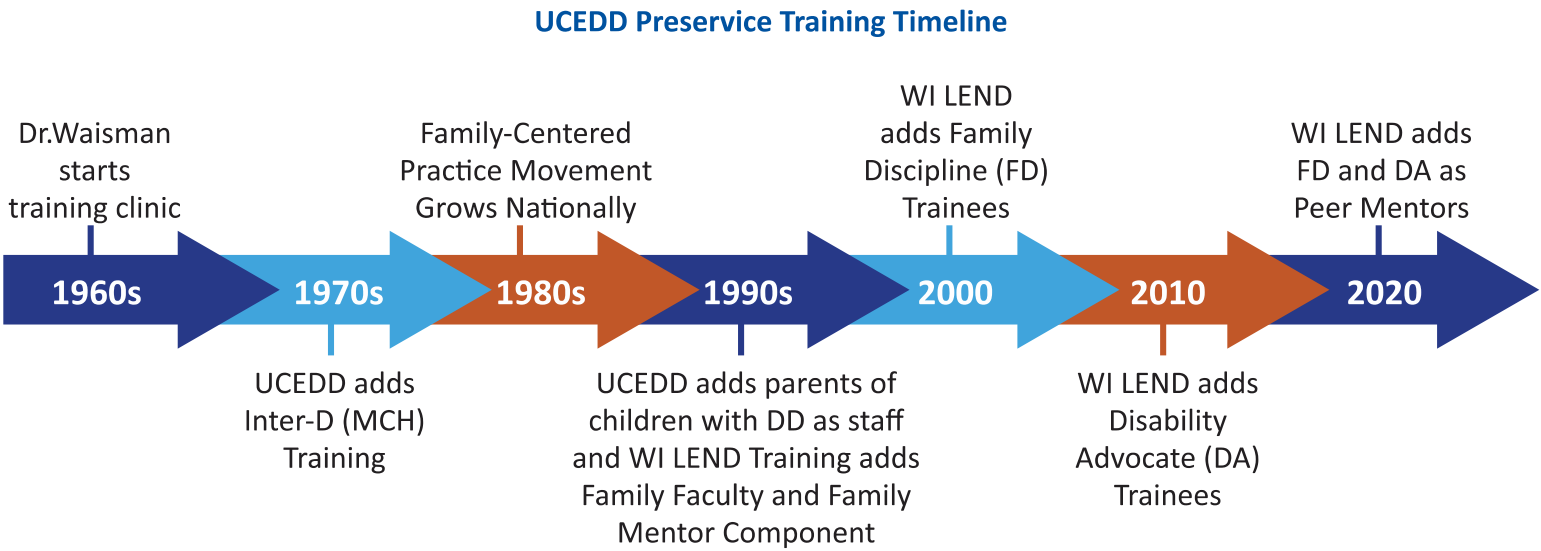 UCEDD Preservice Training Timeline
Dr.Waisman
starts
training clinic
Family-Centered
Practice Movement
Grows Nationally
WI LEND
adds Family
Discipline (FD)
Trainees
WI LEND adds
FD and DA as
Peer Mentors
1960s
1970s
1980s
1990s
2000
2010
2020
UCEDD adds
Inter-D (MCH)
Training
UCEDD adds parents of
children with DD as staff
and WI LEND Training adds
Family Faculty and Family
Mentor Component
WI LEND adds
Disability
Advocate (DA)
Trainees